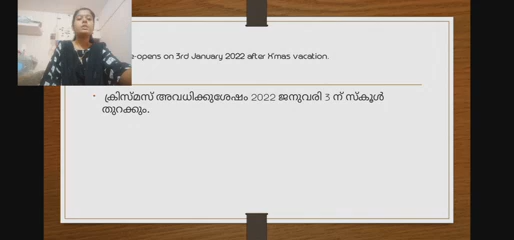 e-opens on 3rd January 2022 after X'mas vacation.
ക്രിസ്മസ് അവധിക്കുശേഷം 2022 ജനുവരി 3 ന് സ്കൂൾ
തുറക്കും.